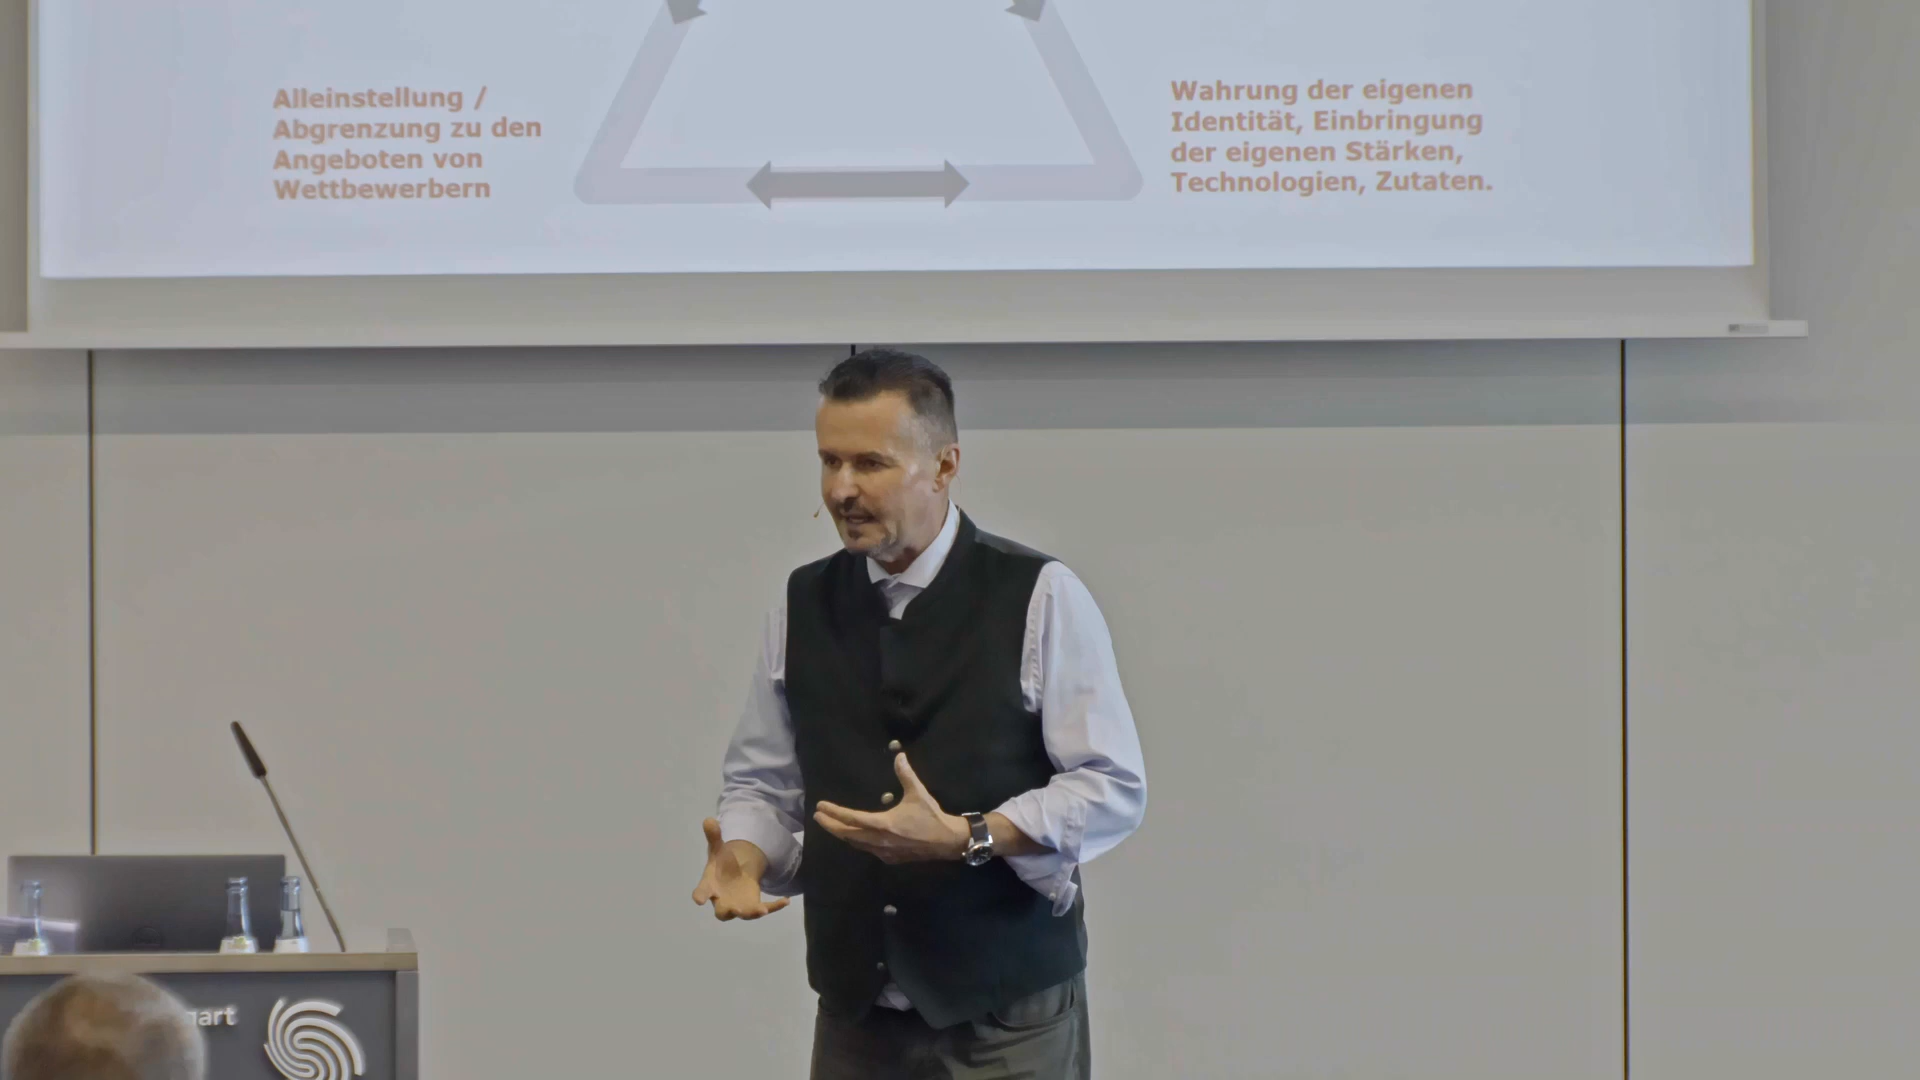 Alleinstellung /
Abgrenzung zu den
Angeboten von
Wettbewerbern
Wahrung der eigenen
Identität, Einbringung
der eigenen Stärken,
Technologien, Zutaten.